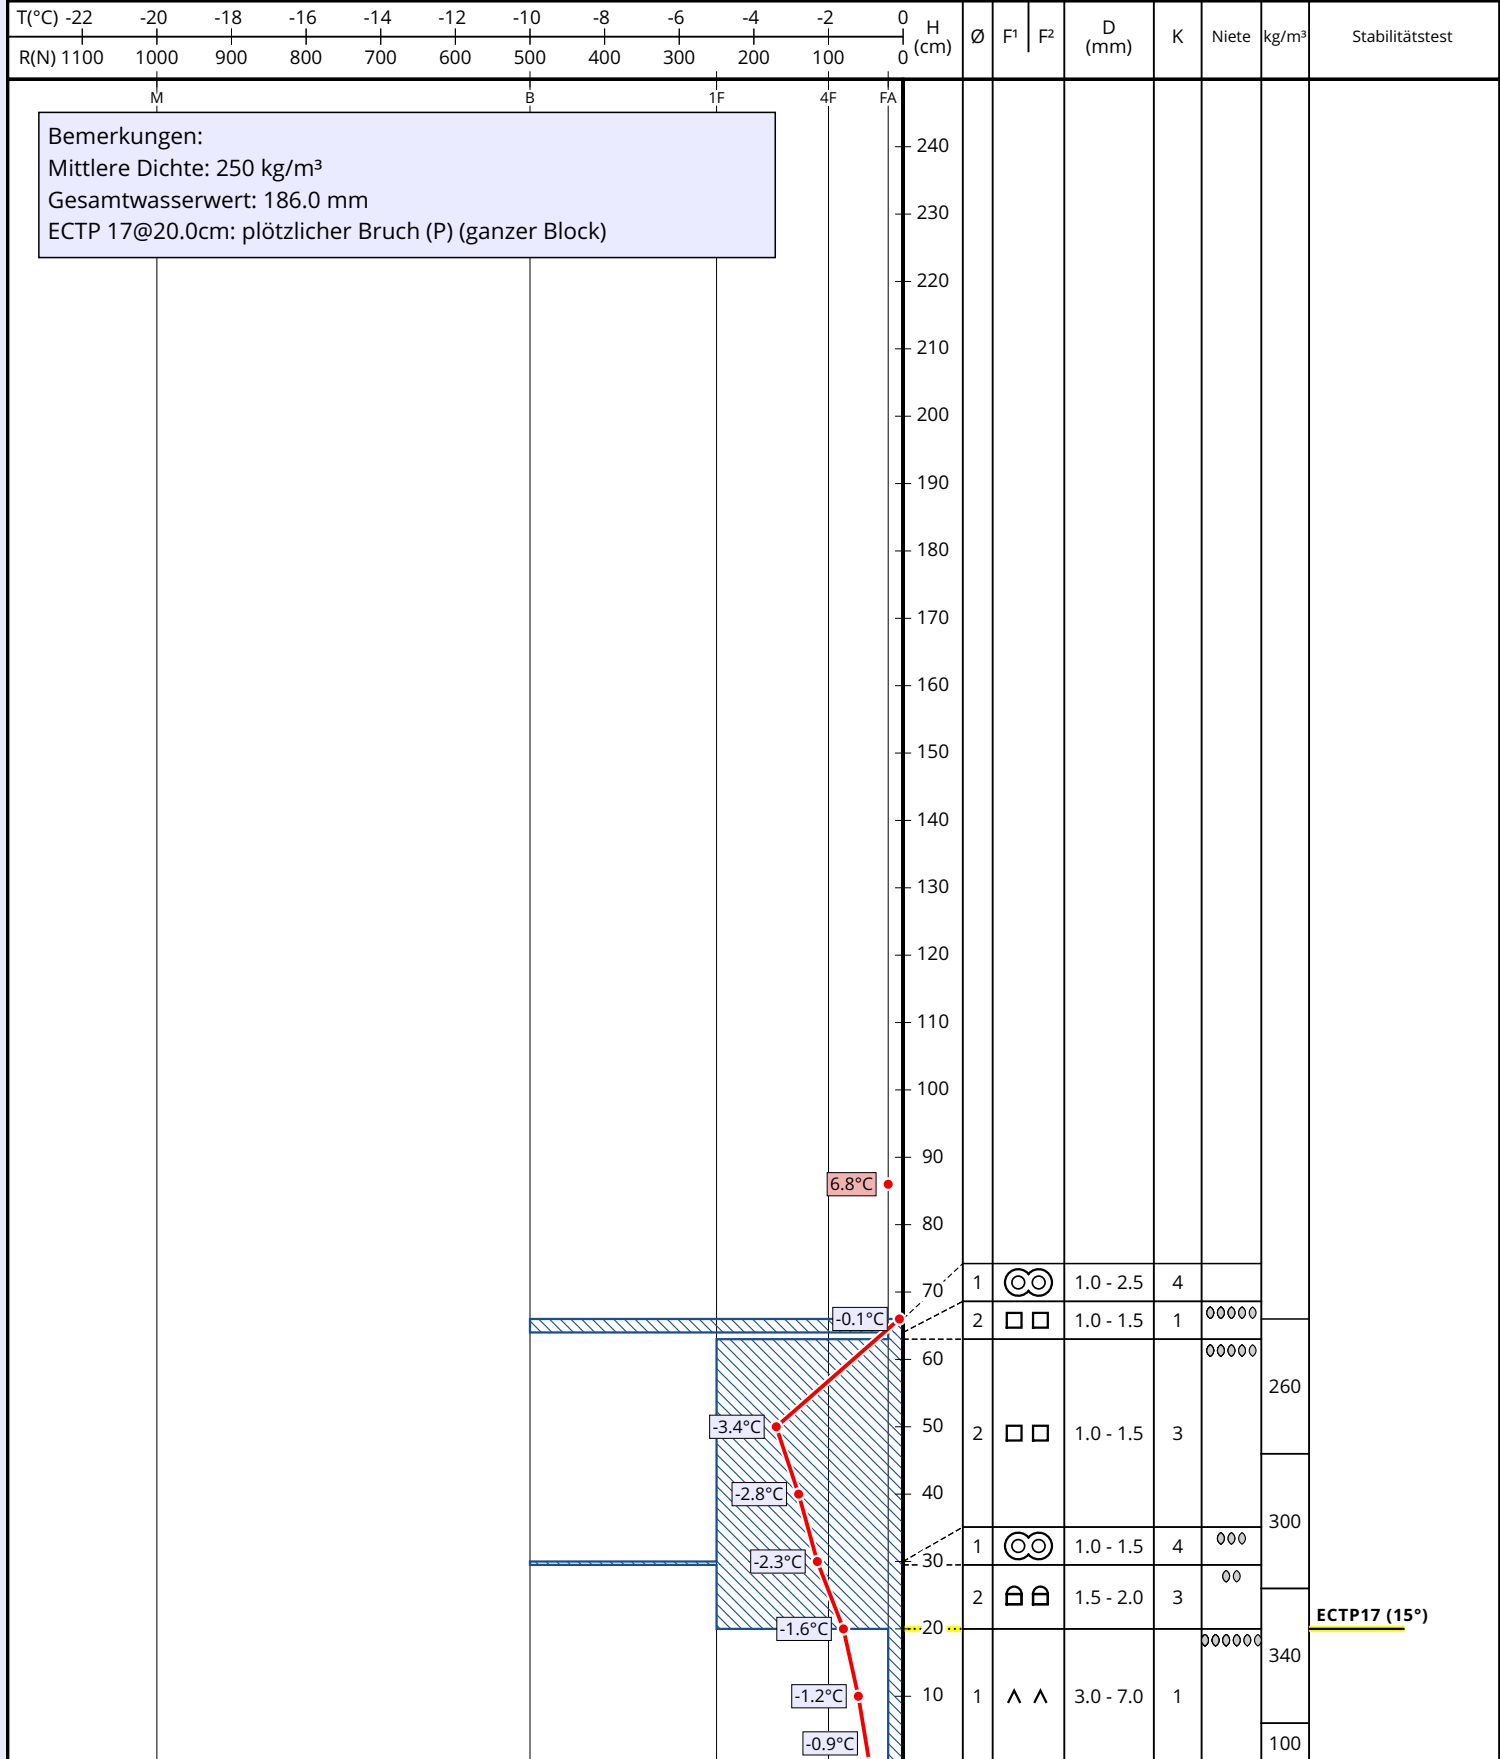 T(°C) -22 -20 -18 -16 -14 -12 -10 -8 -6 -4 -2 0
R(N) 1100 1000 900 800 700 600 500 400 300 200 100 0
H (cm) Ø F¹ F² D (mm) K Niete kg/m³ Stabilitätstest
M B 1F 4F FA
Bemerkungen:
Mittlere Dichte: 250 kg/m³
Gesamtwasserwert: 186.0 mm
ECTP 17@20.0cm: plötzlicher Bruch (P) (ganzer Block)
240
230
220
210
200
190
180
170
160
150
140
130
120
110
100
90
6.8°C
80
70 1 1.0 - 2.5 4
-0.1°C 2 1.0 - 1.5 1
60
260
-3.4°C 50 2 1.0 - 1.5 3
-2.8°C 40
300
-2.3°C 30 1 1.0 - 1.5 4
2 1.5 - 2.0 3
ECTP17 (15°)
-1.6°C 20
340
-1.2°C 10 1 3.0 - 7.0 1
-0.9°C 100